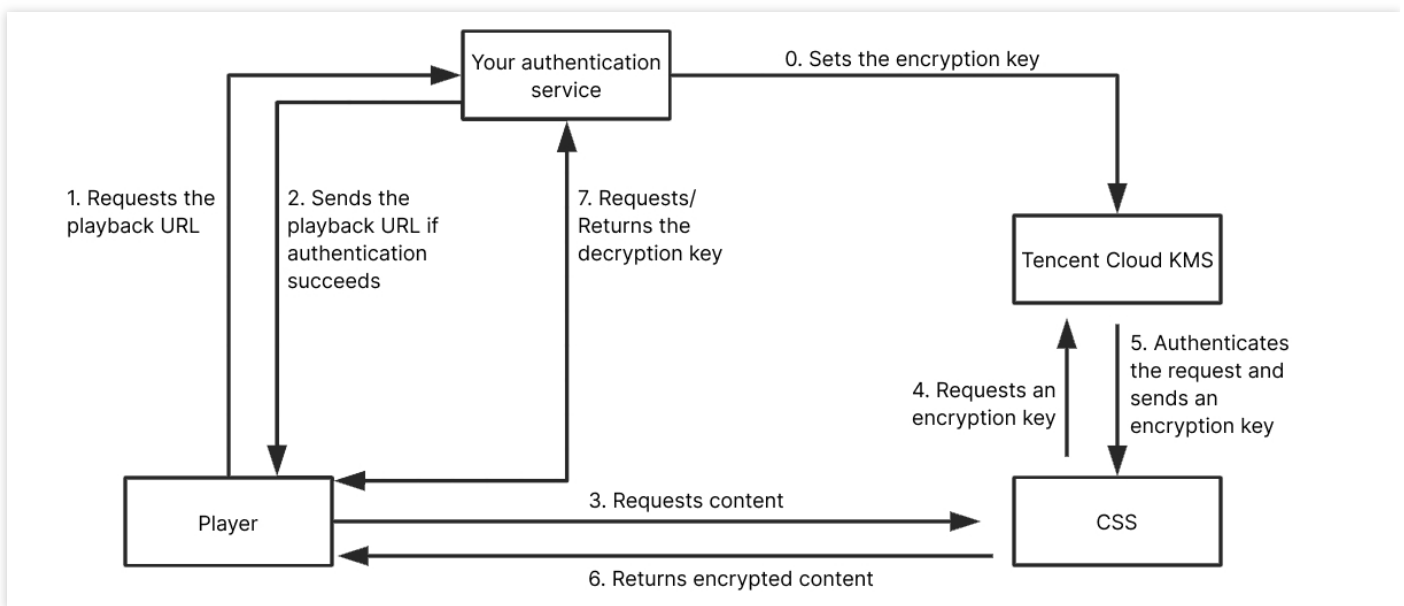 Your authentication
service
0. Sets the encryption key
1. Requests the
playback URL
2. Sends the
playback URL if
authentication
succeeds
7. Requests/
Returns the
decryption key
Tencent Cloud KMS
5. Authenticates
the request and
sends an
encryption key
4. Requests an
encryption key
Player
3. Requests content
CSS
6. Returns encrypted content